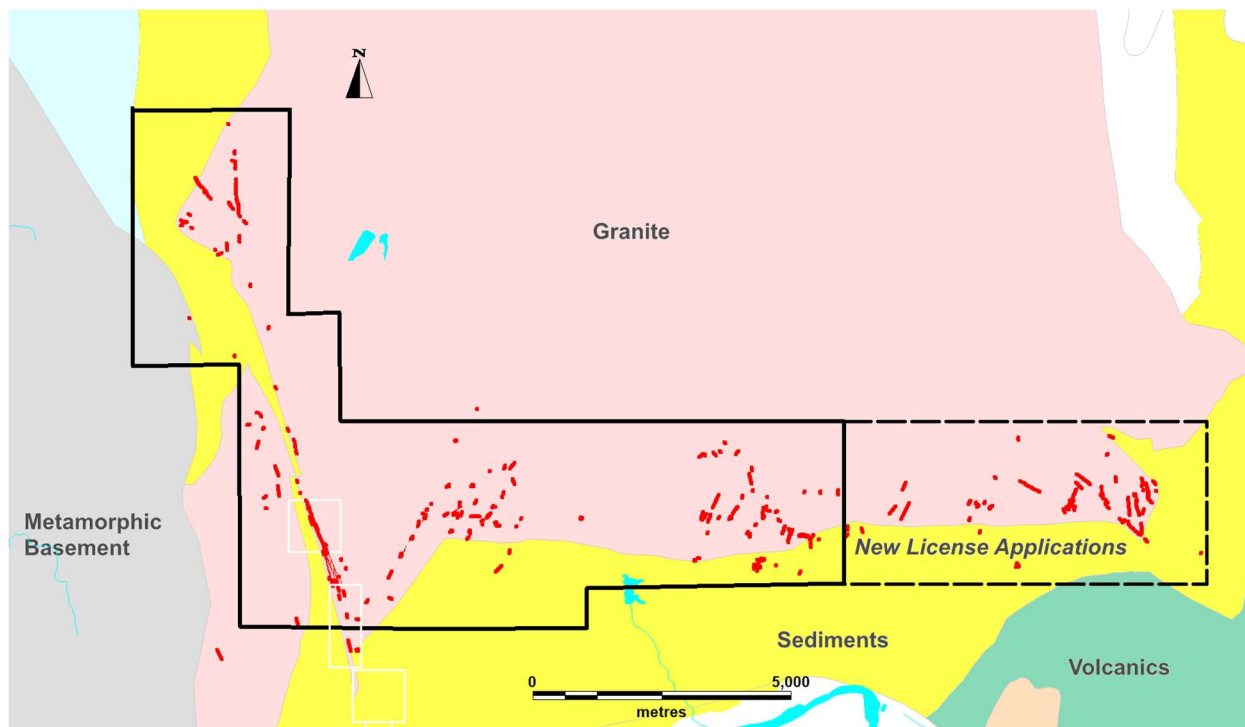 N
Granite
Metamorphic
Basement
New License Applications
Sediments
Volcanics
0 5,000
metres